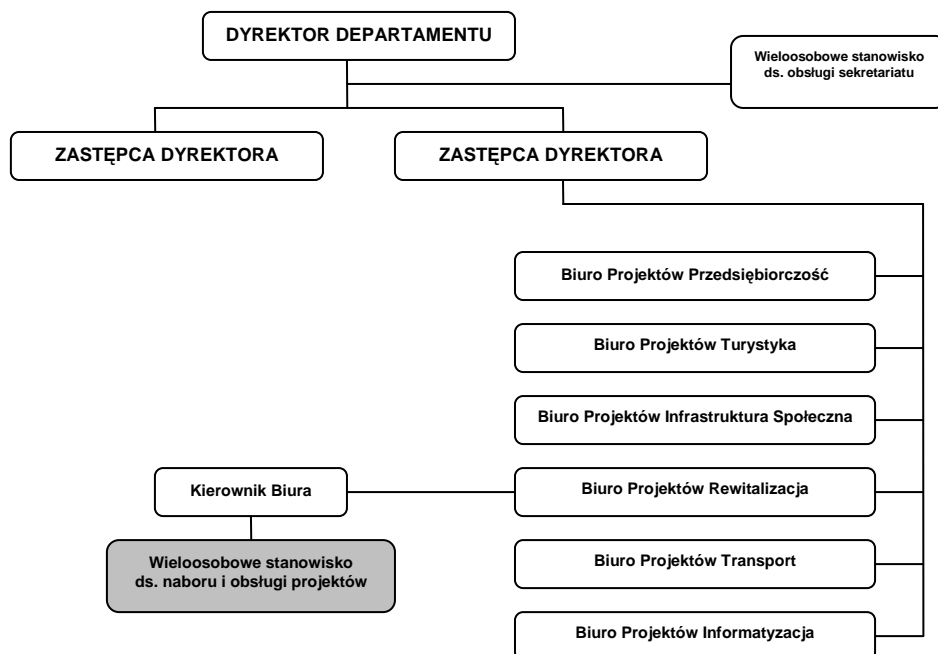 DYREKTOR DEPARTAMENTU
Wieloosobowe stanowisko
ds. obsługi sekretariatu
ZASTĘPCA DYREKTORA
ZASTĘPCA DYREKTORA
Biuro Projektów Przedsiębiorczość
Biuro Projektów Turystyka
Biuro Projektów Infrastruktura Społeczna
Kierownik Biura
Biuro Projektów Rewitalizacja
Wieloosobowe stanowisko
ds. naboru i obsługi projektów
Biuro Projektów Transport
Biuro Projektów Informatyzacja